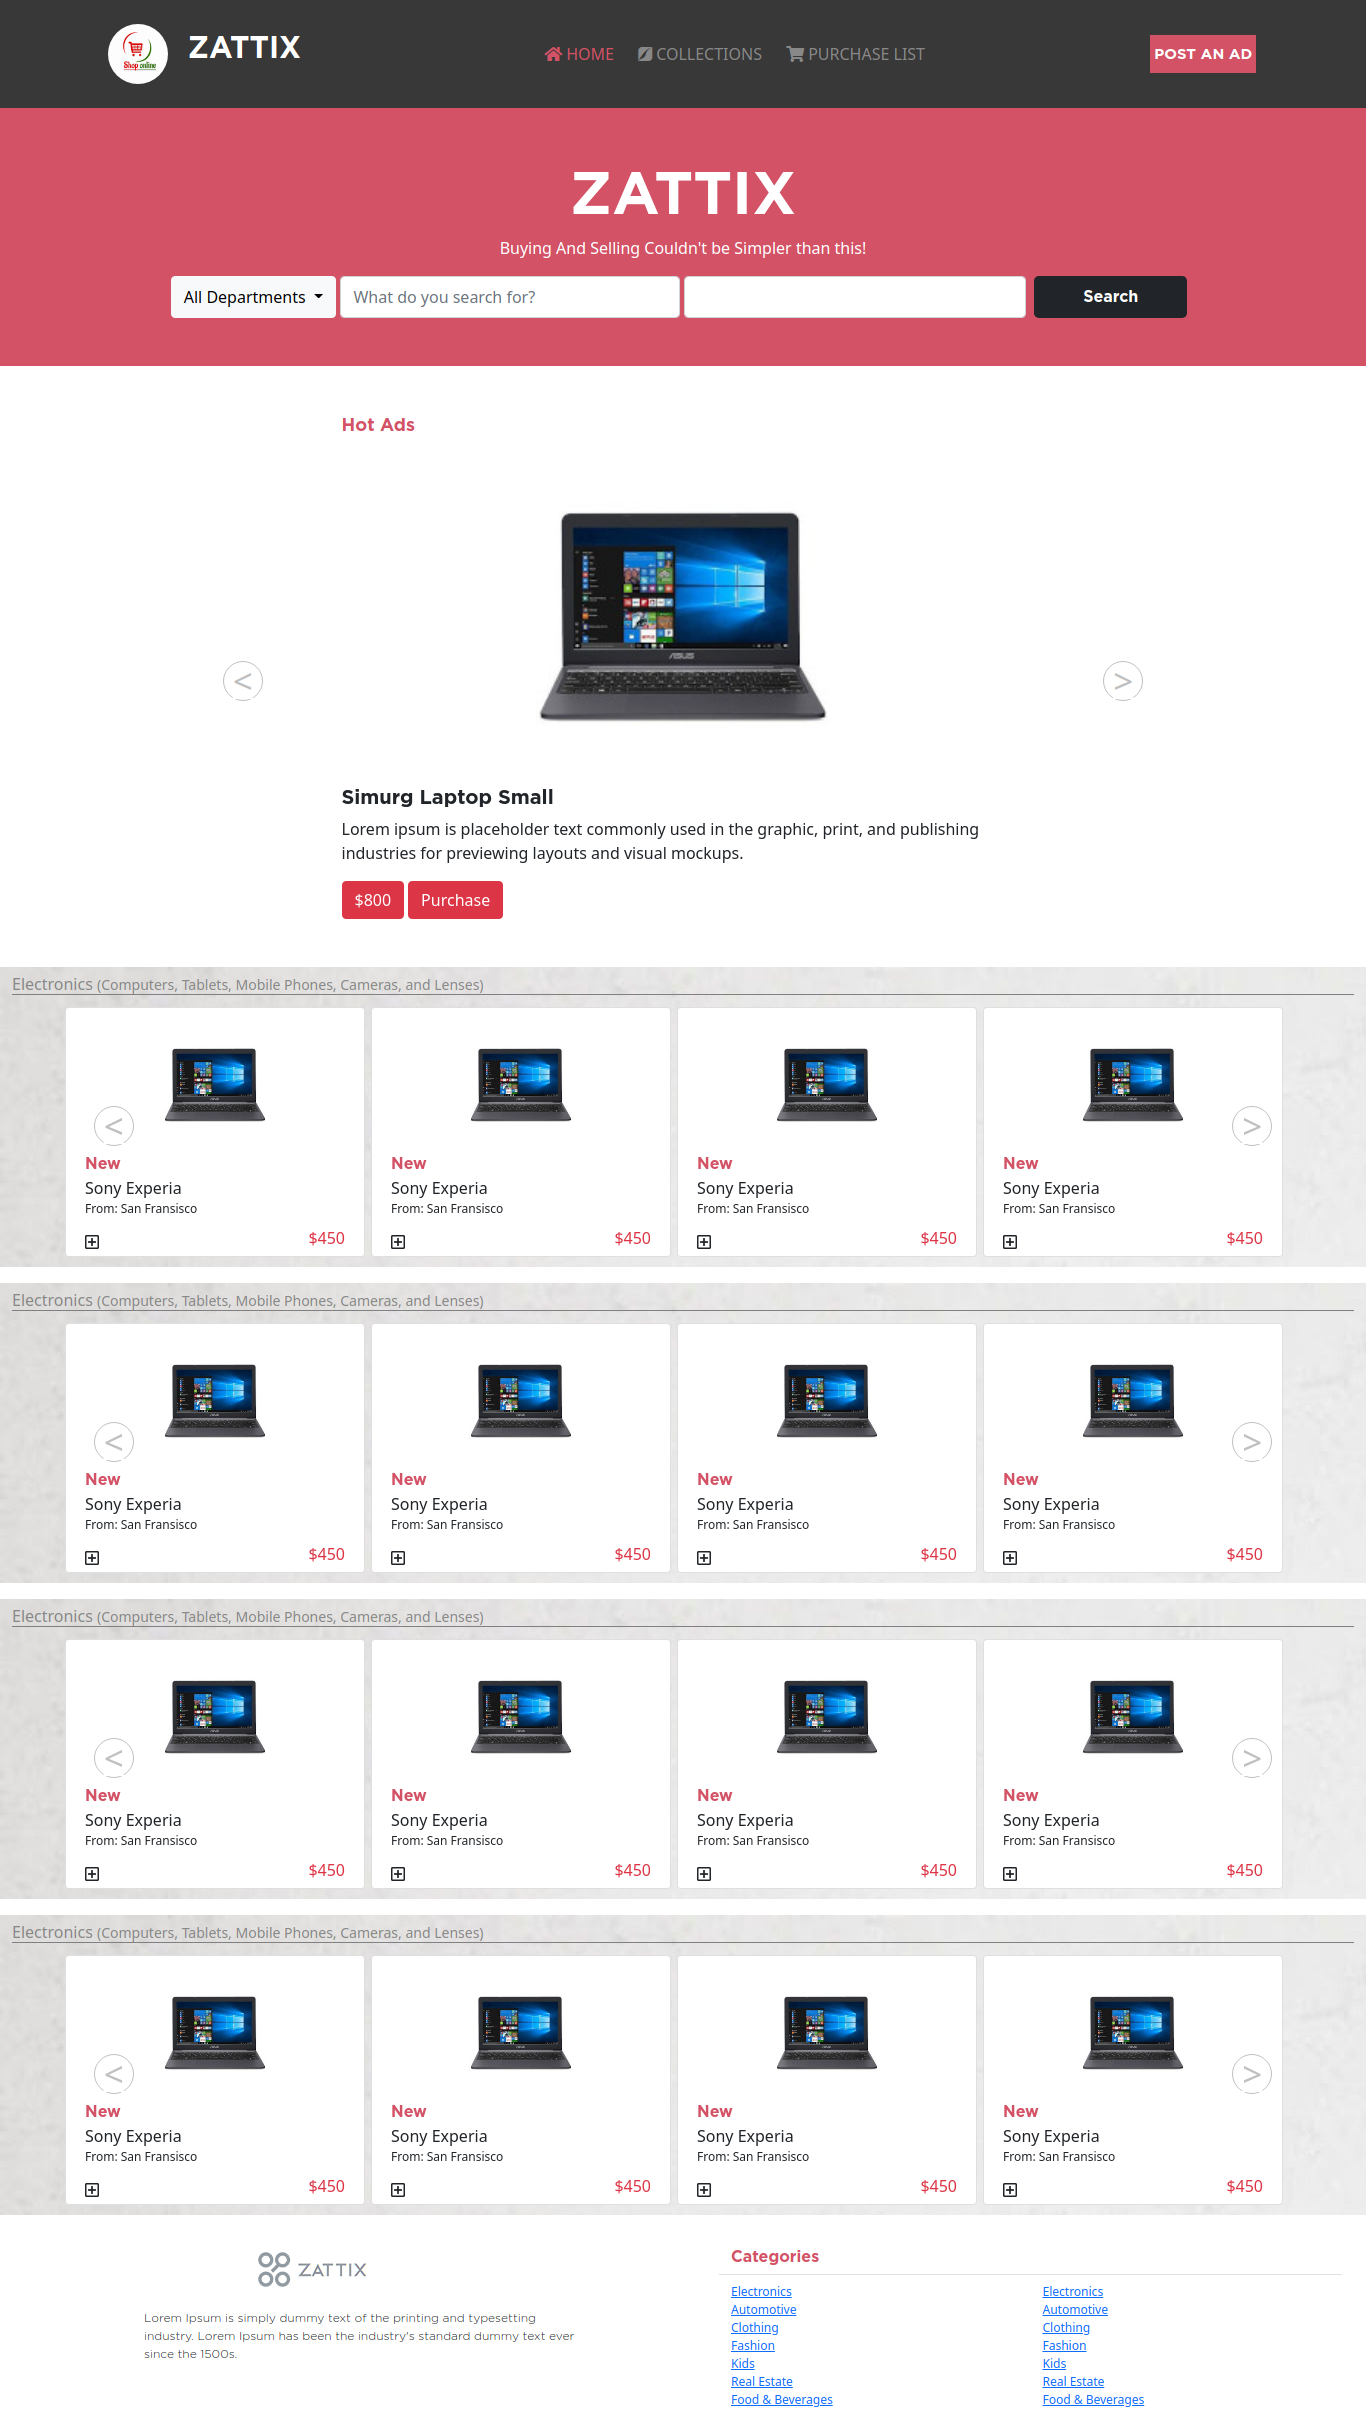 Shop online
ZATTIX
HOME
COLLECTIONS
PURCHASE LIST
POST AN AD
ZATTIX
Buying And Selling Couldn't be Simpler than this!
All Departments
What do you search for?
Search
Hot Ads
ASUS
<
>
Simurg Laptop Small
Lorem ipsum is placeholder text commonly used in the graphic, print, and publishing
industries for previewing layouts and visual mockups.
$800
Purchase
Electronics (Computers, Tablets, Mobile Phones, Cameras, and Lenses)
<
>
New
New
New
New
Sony Experia
Sony Experia
Sony Experia
Sony Experia
From: San Fransisco
From: San Fransisco
From: San Fransisco
From: San Fransisco
$450
$450
$450
$450
Electronics (Computers, Tablets, Mobile Phones, Cameras, and Lenses)
<
>
New
New
New
New
Sony Experia
Sony Experia
Sony Experia
Sony Experia
From: San Fransisco
From: San Fransisco
From: San Fransisco
From: San Fransisco
$450
$450
$450
$450
Electronics (Computers, Tablets, Mobile Phones, Cameras, and Lenses)
<
>
New
New
New
New
Sony Experia
Sony Experia
Sony Experia
Sony Experia
From: San Fransisco
From: San Fransisco
From: San Fransisco
From: San Fransisco
$450
$450
$450
$450
Electronics (Computers, Tablets, Mobile Phones, Cameras, and Lenses)
<
>
New
New
New
New
Sony Experia
Sony Experia
Sony Experia
Sony Experia
From: San Fransisco
From: San Fransisco
From: San Fransisco
From: San Fransisco
$450
$450
$450
$450
ZATTIX
Lorem Ipsum is simply dummy text of the printing and typesetting
industry. Lorem Ipsum has been the industry's standard dummy text ever
since the 1500s.
Categories
Electronics
Automotive
Clothing
Fashion
Kids
Real Estate
Food & Beverages
Electronics
Automotive
Clothing
Fashion
Kids
Real Estate
Food & Beverages